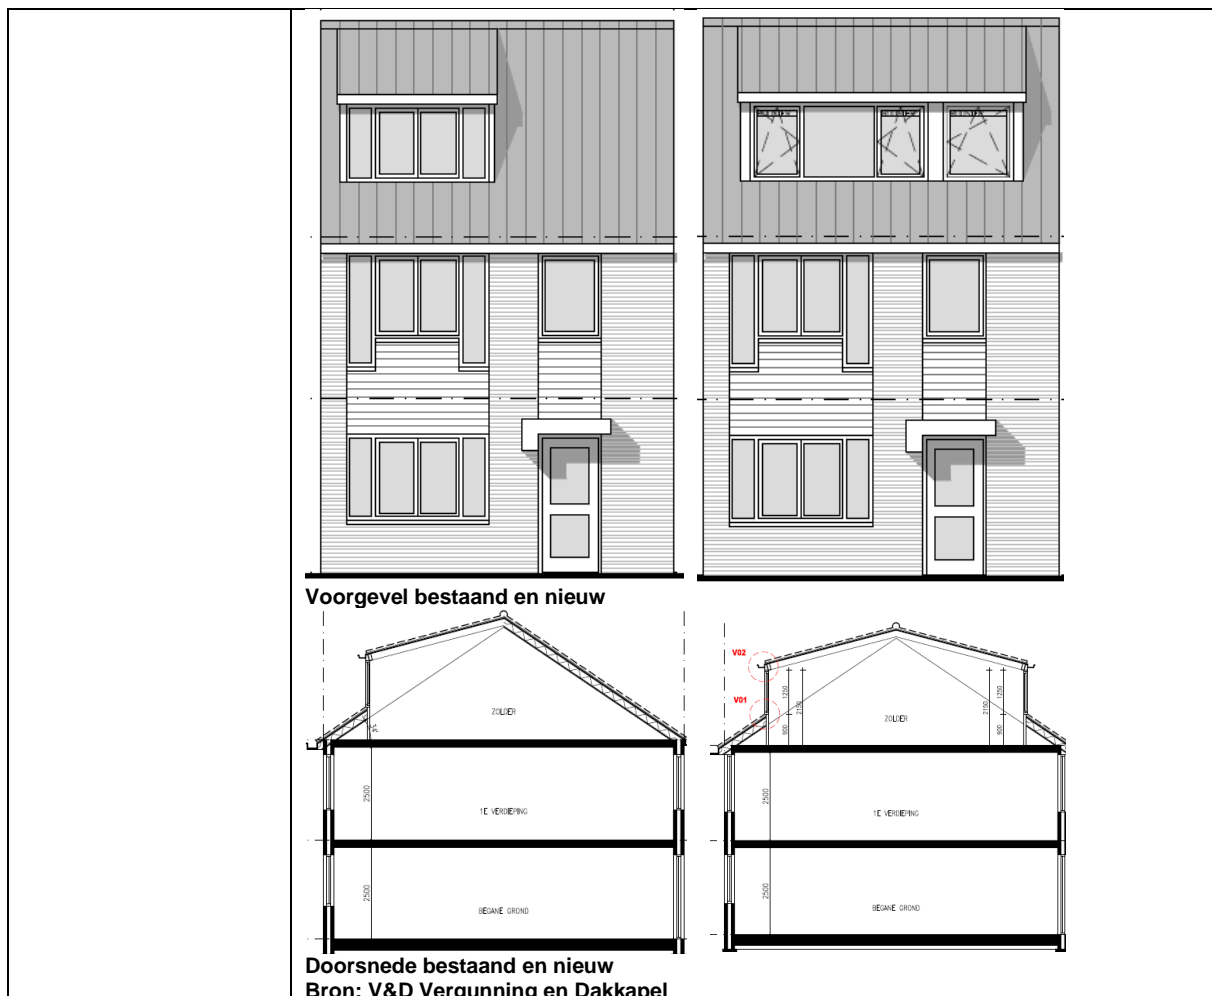 Voorgevel bestaand en nieuw
ZOLDER
2500
1E VERDIEPING
2500
BEGANE GROND
V02
V01
1250
2150
900
2150
1250
900
ZOLDER
2500
1E VERDIEPING
2500
BEGANE GROND
Doorsnede bestaand en nieuw
Bron: V&D Vergunning en Dakkapel